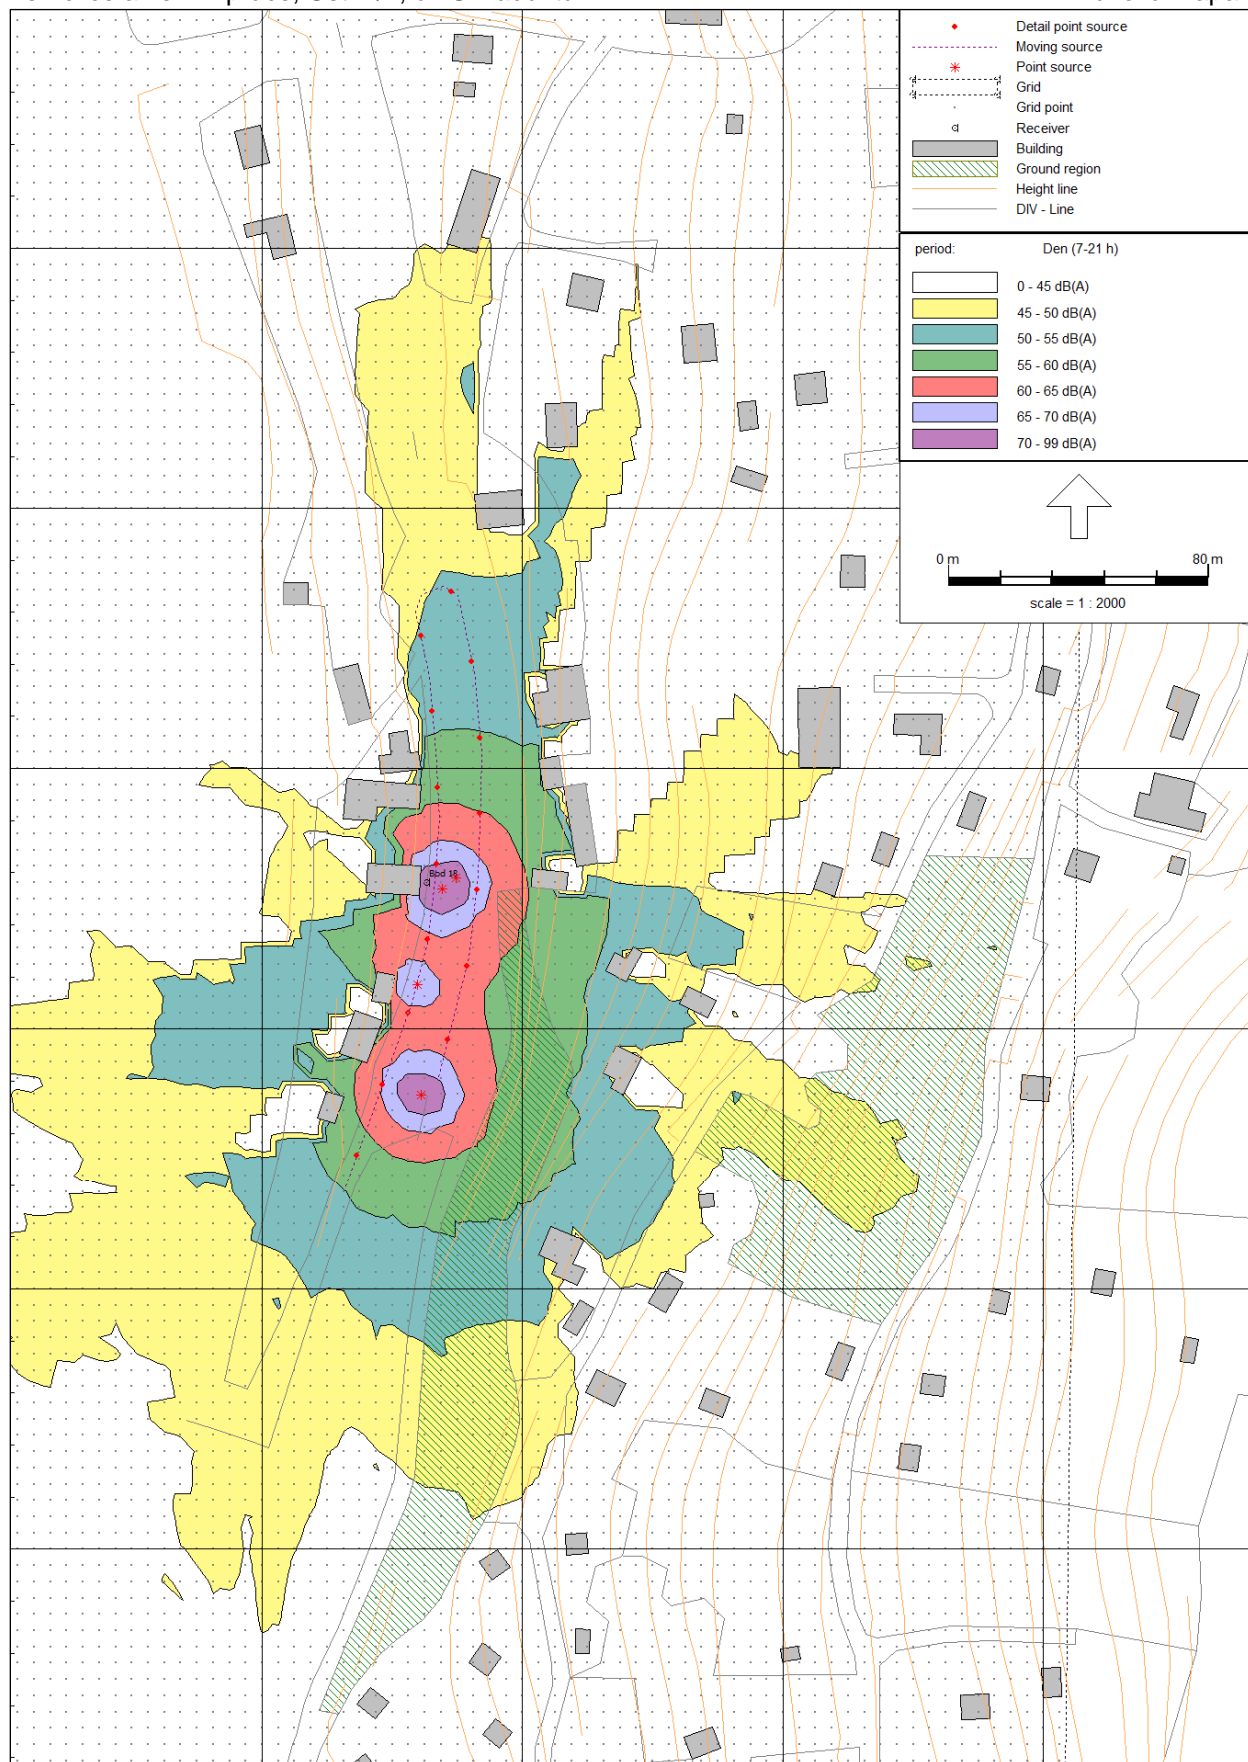 Detail point source
Moving source
Point source
Grid
Grid point
Receiver
Building
Ground region
Height line
DIV - Line
period: Den (7-21 h)
0 - 45 dB(A)
45 - 50 dB(A)
50 - 55 dB(A)
55 - 60 dB(A)
60 - 65 dB(A)
65 - 70 dB(A)
70 - 99 dB(A)
0 m 80 m
scale = 1 : 2000
Bod 18